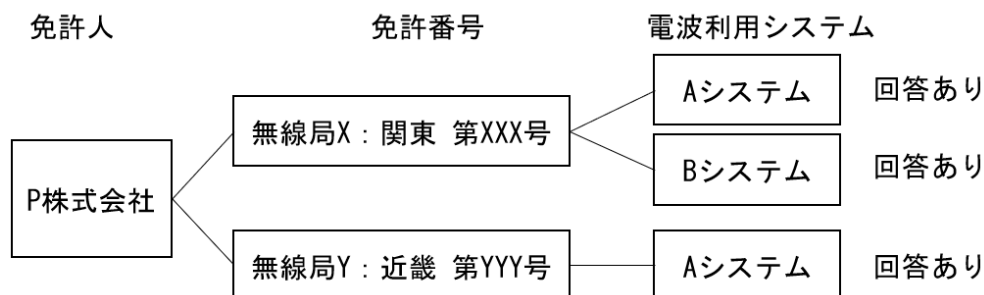 免許人 免許番号 電波利用システム
Aシステム 回答あり
無線局X：関東 第XXX号
Bシステム 回答あり
P株式会社
無線局Y：近畿 第YYY号 Aシステム 回答あり